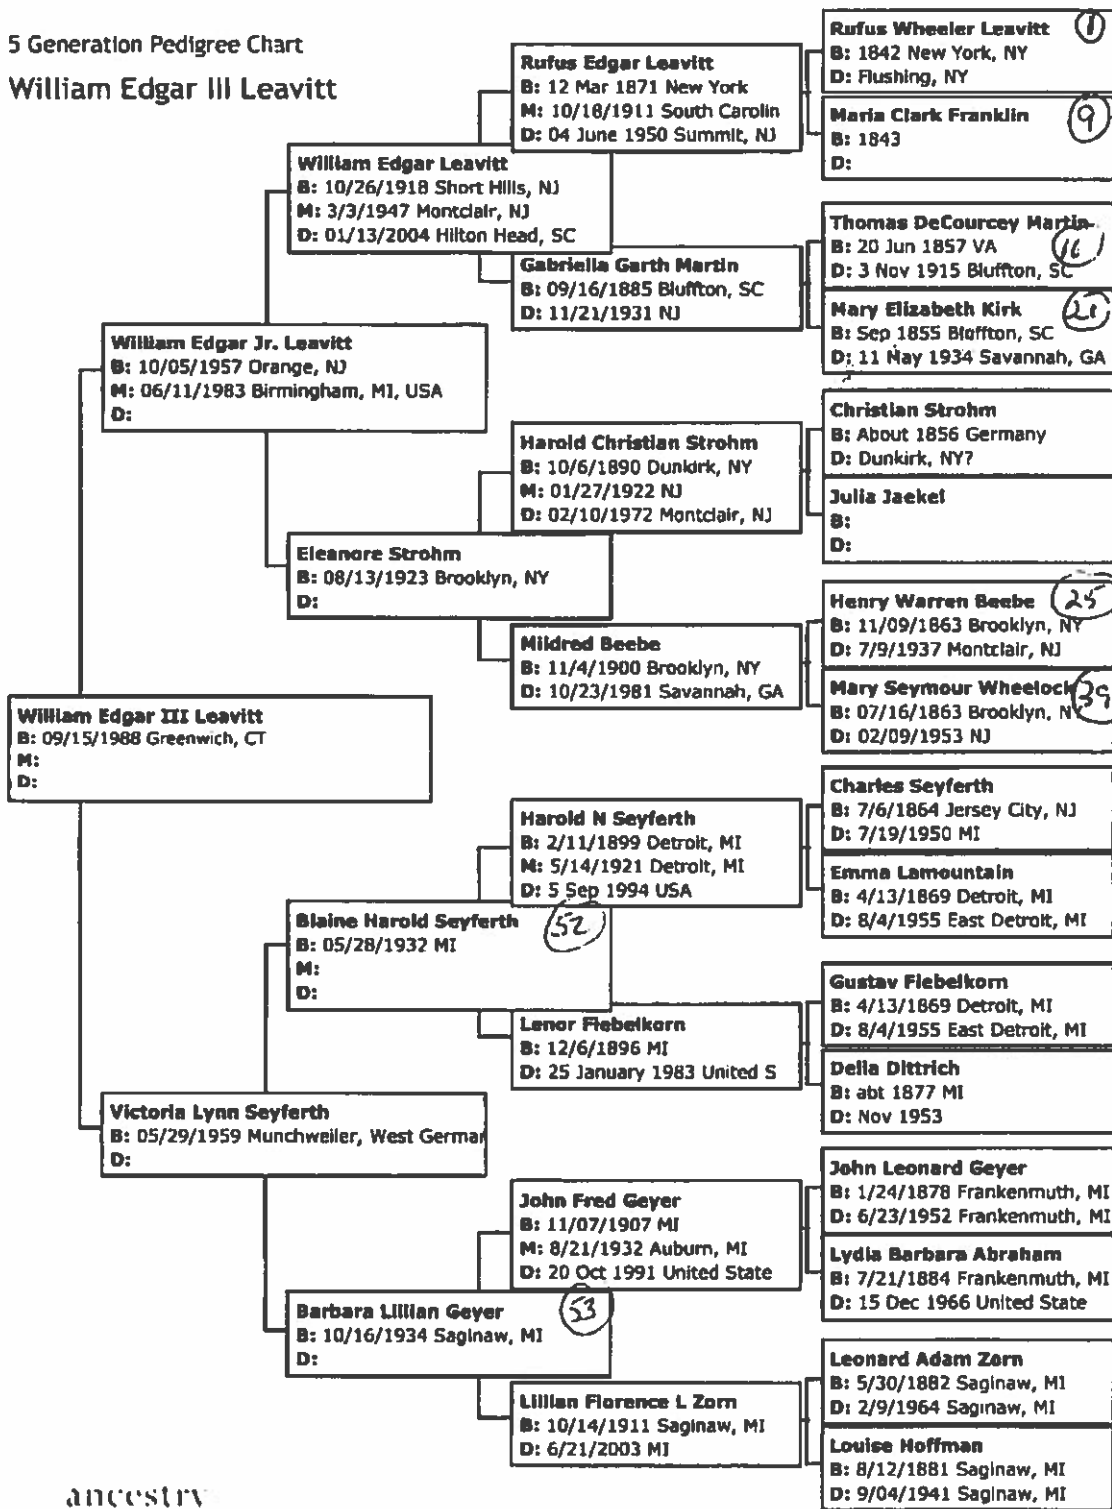 5 Generation Pedigree Chart
William Edgar III Leavitt
Rufus Wheeler Leavitt 1
B: 1842 New York, NY
D: Flushing, NY
Rufus Edgar Leavitt
B: 12 Mar 1871 New York
M: 10/18/1911 South Carolin
D: 04 June 1950 Summit, NJ
Maria Clark Franklin 9
B: 1843
D:
William Edgar Leavitt
B: 10/26/1918 Short Hills, NJ
M: 3/3/1947 Montclair, NJ
D: 01/13/2004 Hilton Head, SC
Thomas DeCourcey Martin 16
B: 20 Jun 1857 VA
D: 3 Nov 1915 Bluffton, SC
Gabriella Garth Martin
B: 09/16/1885 Bluffton, SC
D: 11/21/1931 NJ
Mary Elizabeth Kirk
B: Sep 1855 Bluffton, SC
D: 11 May 1934 Savannah, GA
William Edgar Jr. Leavitt
B: 10/05/1957 Orange, NJ
M: 06/11/1983 Birmingham, MI, USA
D:
Christian Strohm
B: About 1856 Germany
D: Dunkirk, NY?
Harold Christian Strohm
B: 10/6/1890 Dunkirk, NY
M: 01/27/1922 NJ
D: 02/10/1972 Montclair, NJ
Julia Jaekel
B:
D:
Eleanore Strohm
B: 08/13/1923 Brooklyn, NY
D:
Henry Warren Beebe 25
B: 11/09/1863 Brooklyn, NY
D: 7/9/1937 Montclair, NJ
Mildred Beebe
B: 11/4/1900 Brooklyn, NY
D: 10/23/1981 Savannah, GA
Mary Seymour Wheelock 39
B: 07/16/1863 Brooklyn, NY
D: 02/09/1953 NJ
William Edgar III Leavitt
B: 09/15/1988 Greenwich, CT
M:
D:
Charles Seyferth
B: 7/6/1864 Jersey City, NJ
D: 7/19/1950 MI
Harold N Seyferth
B: 2/11/1899 Detroit, MI
M: 5/14/1921 Detroit, MI
D: 5 Sep 1994 USA
Emma Lamountain
B: 4/13/1869 Detroit, MI
D: 8/4/1955 East Detroit, MI
Blaine Harold Seyferth 52
B: 05/28/1932 MI
M:
D:
Gustav Fiebelkorn
B: 4/13/1869 Detroit, MI
D: 8/4/1955 East Detroit, MI
Lenor Fiebelkorn
B: 12/6/1896 MI
D: 25 January 1983 United S
Delia Dittrich
B: abt 1877 MI
D: Nov 1953
Victoria Lynn Seyferth
B: 05/29/1959 Munchweiler, West German
D:
John Leonard Geyer
B: 1/24/1878 Frankenmuth, MI
D: 6/23/1952 Frankenmuth, MI
John Fred Geyer
B: 11/07/1907 MI
M: 8/21/1932 Auburn, MI
D: 20 Oct 1991 United State
Lydia Barbara Abraham
B: 7/21/1884 Frankenmuth, MI
D: 15 Dec 1966 United State
Barbara Lillian Geyer 53
B: 10/16/1934 Saginaw, MI
D:
Leonard Adam Zorn
B: 5/30/1882 Saginaw, MI
D: 2/9/1964 Saginaw, MI
Lillian Florence L Zorn
B: 10/14/1911 Saginaw, MI
D: 6/21/2003 MI
Louise Hoffman
B: 8/12/1881 Saginaw, MI
D: 9/04/1941 Saginaw, MI
ancestry